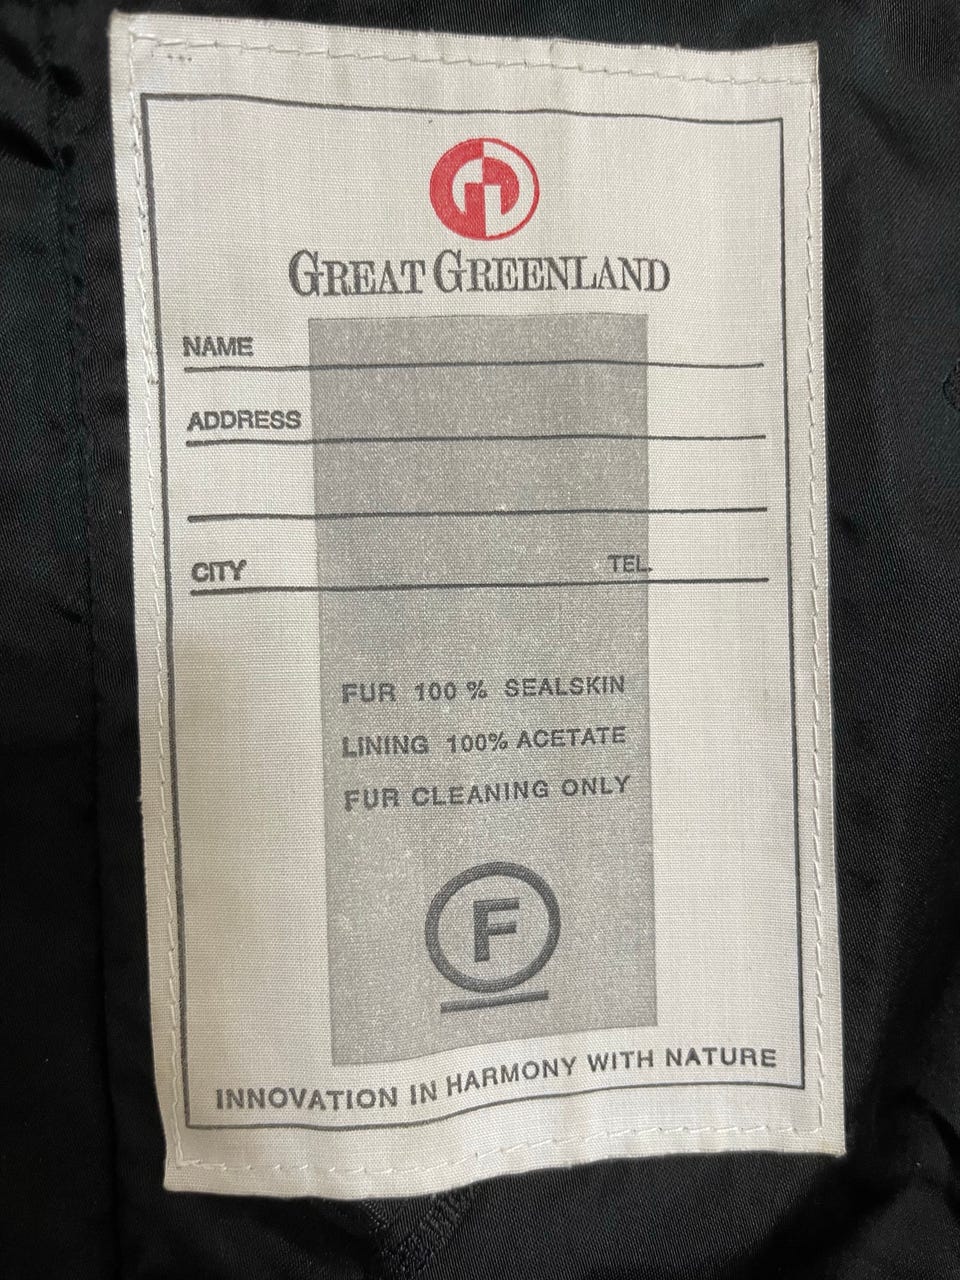 GREAT GREENLAND
NAME
ADDRESS
CITY TEL.
FUR 100 % SEALSKIN
LINING 100% ACETATE
FUR CLEANING ONLY
F
INNOVATION IN HARMONY WITH NATURE